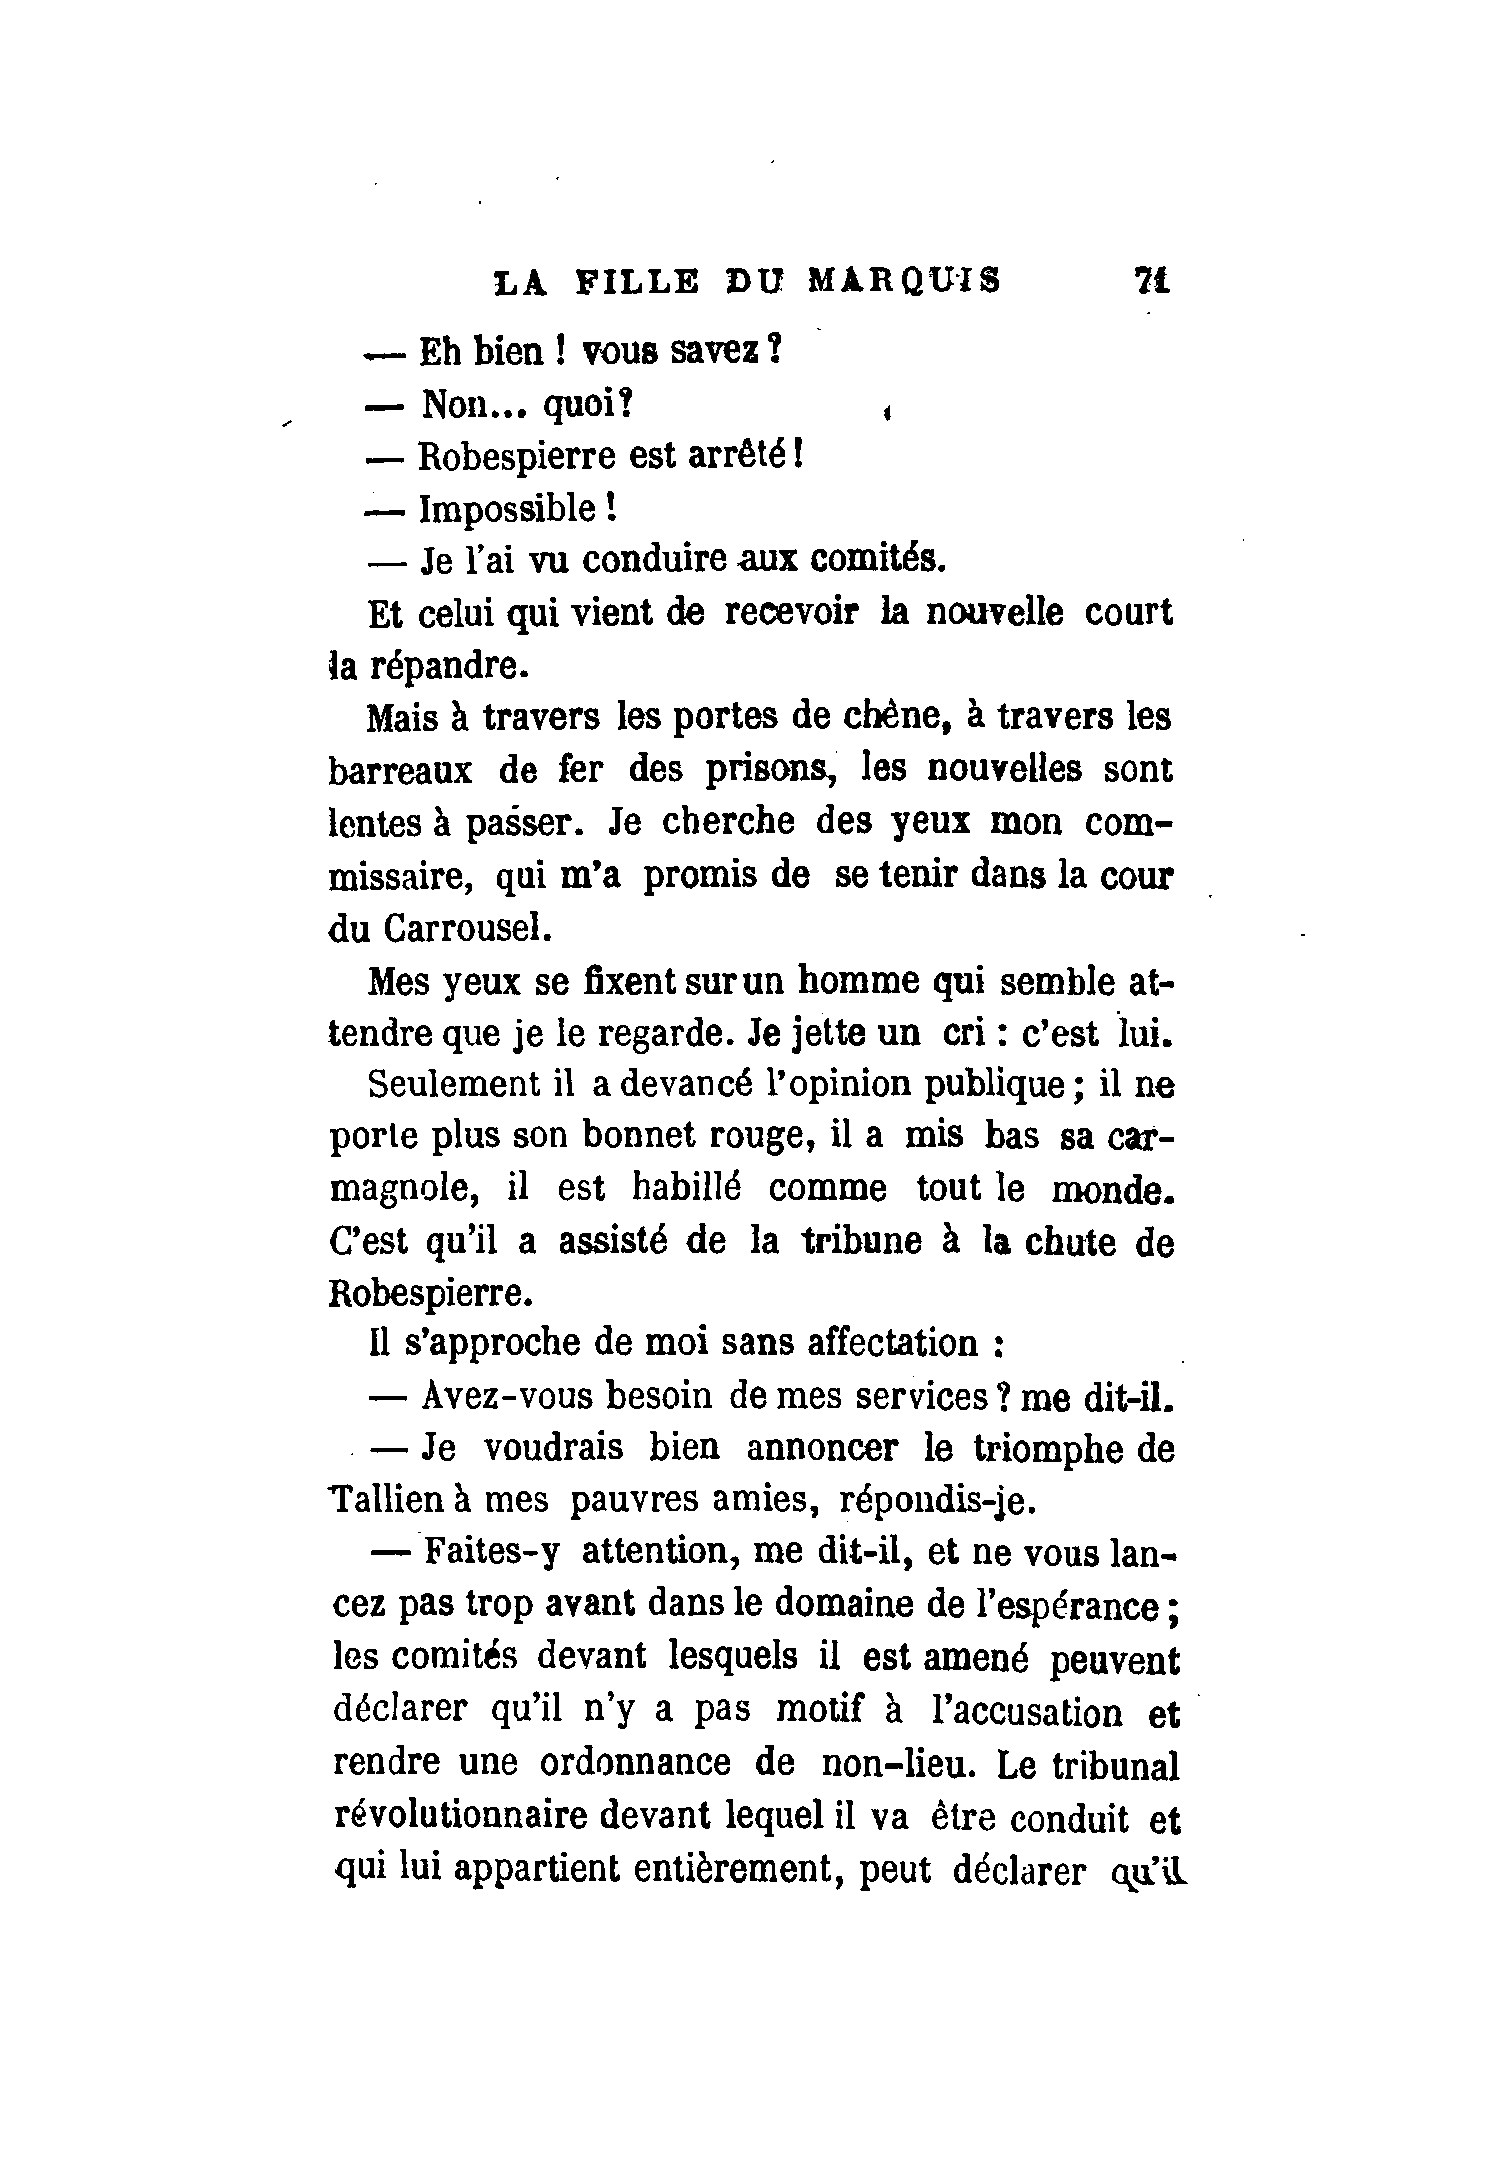 LA FILLE DU MARQUIS 71
— Eh bien ! vous savez ?
— Non... quoi?
— Robespierre est arrêté !
— Impossible !
— Je l'ai vu conduire aux comités.
Et celui qui vient de recevoir la nouvelle court
la répandre.
Mais à travers les portes de chêne, à travers les
barreaux de fer des prisons, les nouvelles sont
lentes à passer. Je cherche des yeux mon com-
missaire, qui m'a promis de se tenir dans la cour
du Carrousel.
Mes yeux se fixent sur un homme qui semble at-
tendre que je le regarde. Je jette un cri : c'est lui.
Seulement il a devancé l'opinion publique ; il ne
porte plus son bonnet rouge, il a mis bas sa car-
magnole, il est habillé comme tout le monde.
C'est qu'il a assisté de la tribune à la chute de
Robespierre.
Il s'approche de moi sans affectation :
— Avez-vous besoin de mes services ? me dit-il.
— Je voudrais bien annoncer le triomphe de
Tallien à mes pauvres amies, répondis-je.
— Faites-y attention, me dit-il, et ne vous lan-
cez pas trop avant dans le domaine de l'espérance ;
les comités devant lesquels il est amené peuvent
déclarer qu'il n'y a pas motif à l'accusation et
rendre une ordonnance de non-lieu. Le tribunal
révolutionnaire devant lequel il va être conduit et
qui lui appartient entièrement, peut déclarer qu'il